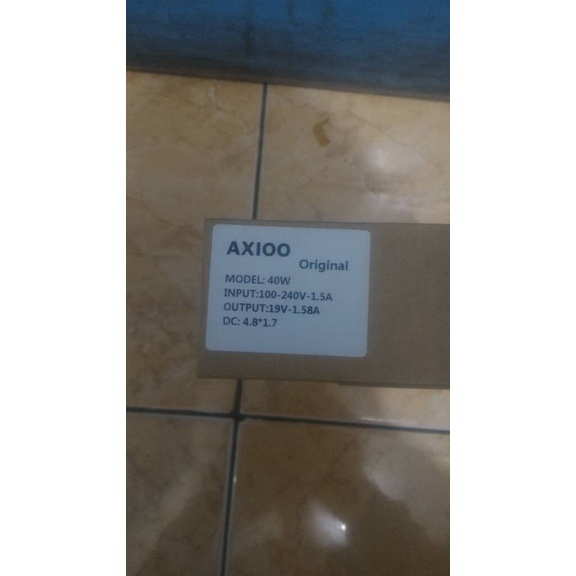 AXIOO
Original
MODEL: 40W
INPUT:100-240V-1.5A
OUTPUT:19V-1.58A
DC: 4.8*1.7